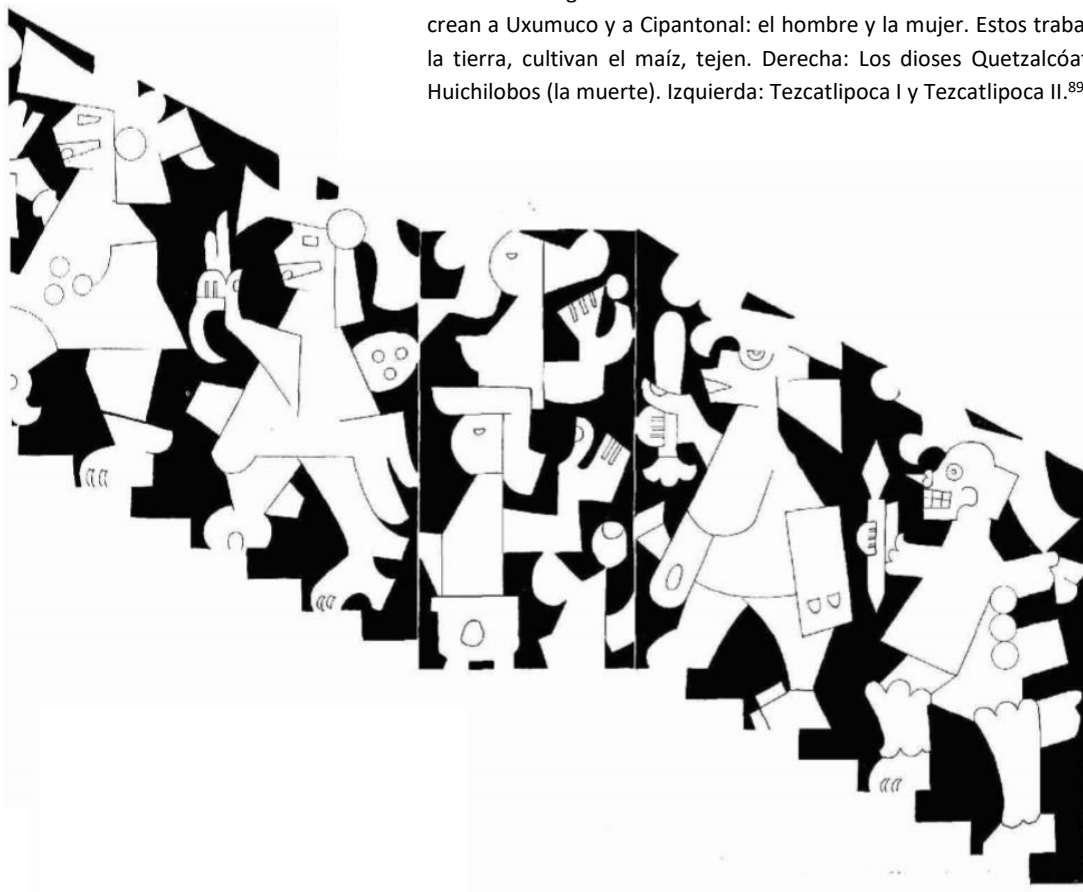 crean a Uxumuco y a Cipantonal: el hombre y la mujer. Estos traba
la tierra, cultivan el maíz, tejen. Derecha: Los dioses Quetzalcóa
Huichilobos (la muerte). Izquierda: Tezcatlipoca I y Tezcatlipoca II.89